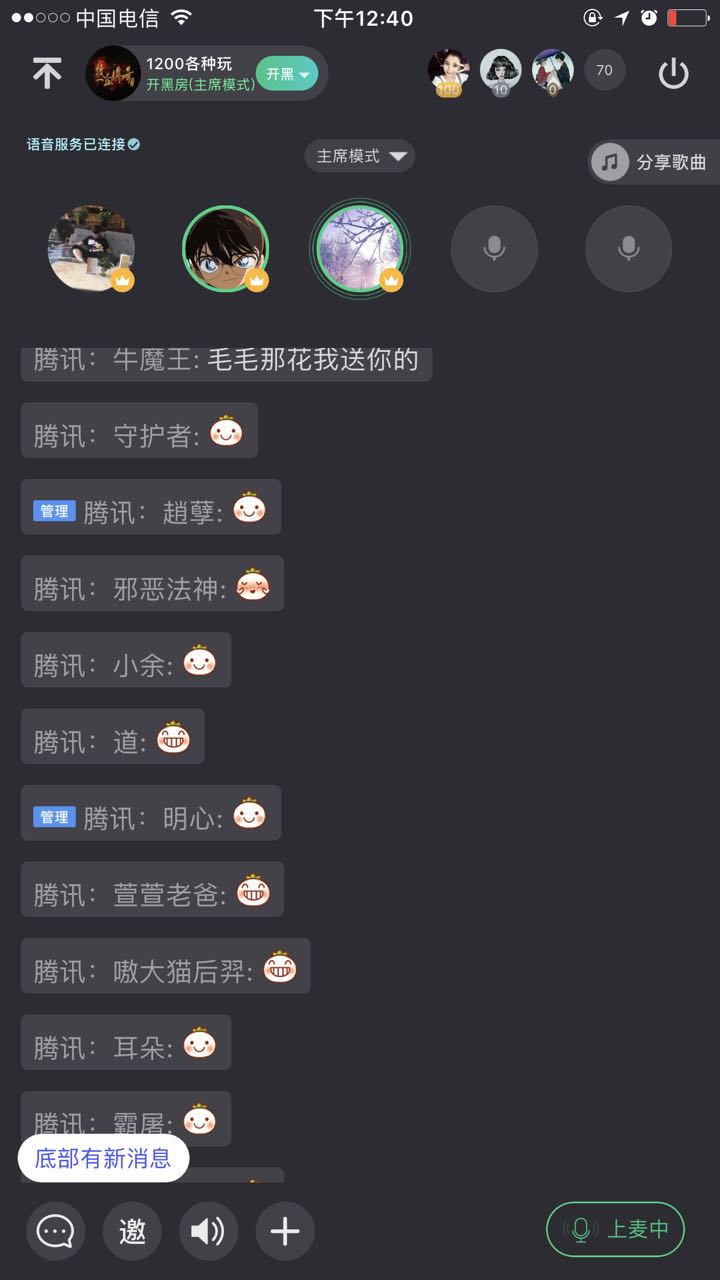 中国电信
下午12:40
1200各种玩
开黑房(主席模式)
开黑
100
10
0
70
语音服务已连接
主席模式
分享歌曲
腾讯：牛魔王: 毛毛那花我送你的
腾讯：守护者:
管理 腾讯：趙孽:
腾讯：邪恶法神:
腾讯：小余:
腾讯：道:
管理 腾讯：明心:
腾讯：萱萱老爸:
腾讯：嗷大猫后羿:
腾讯：耳朵:
腾讯：霸屠:
底部有新消息
邀
上麦中